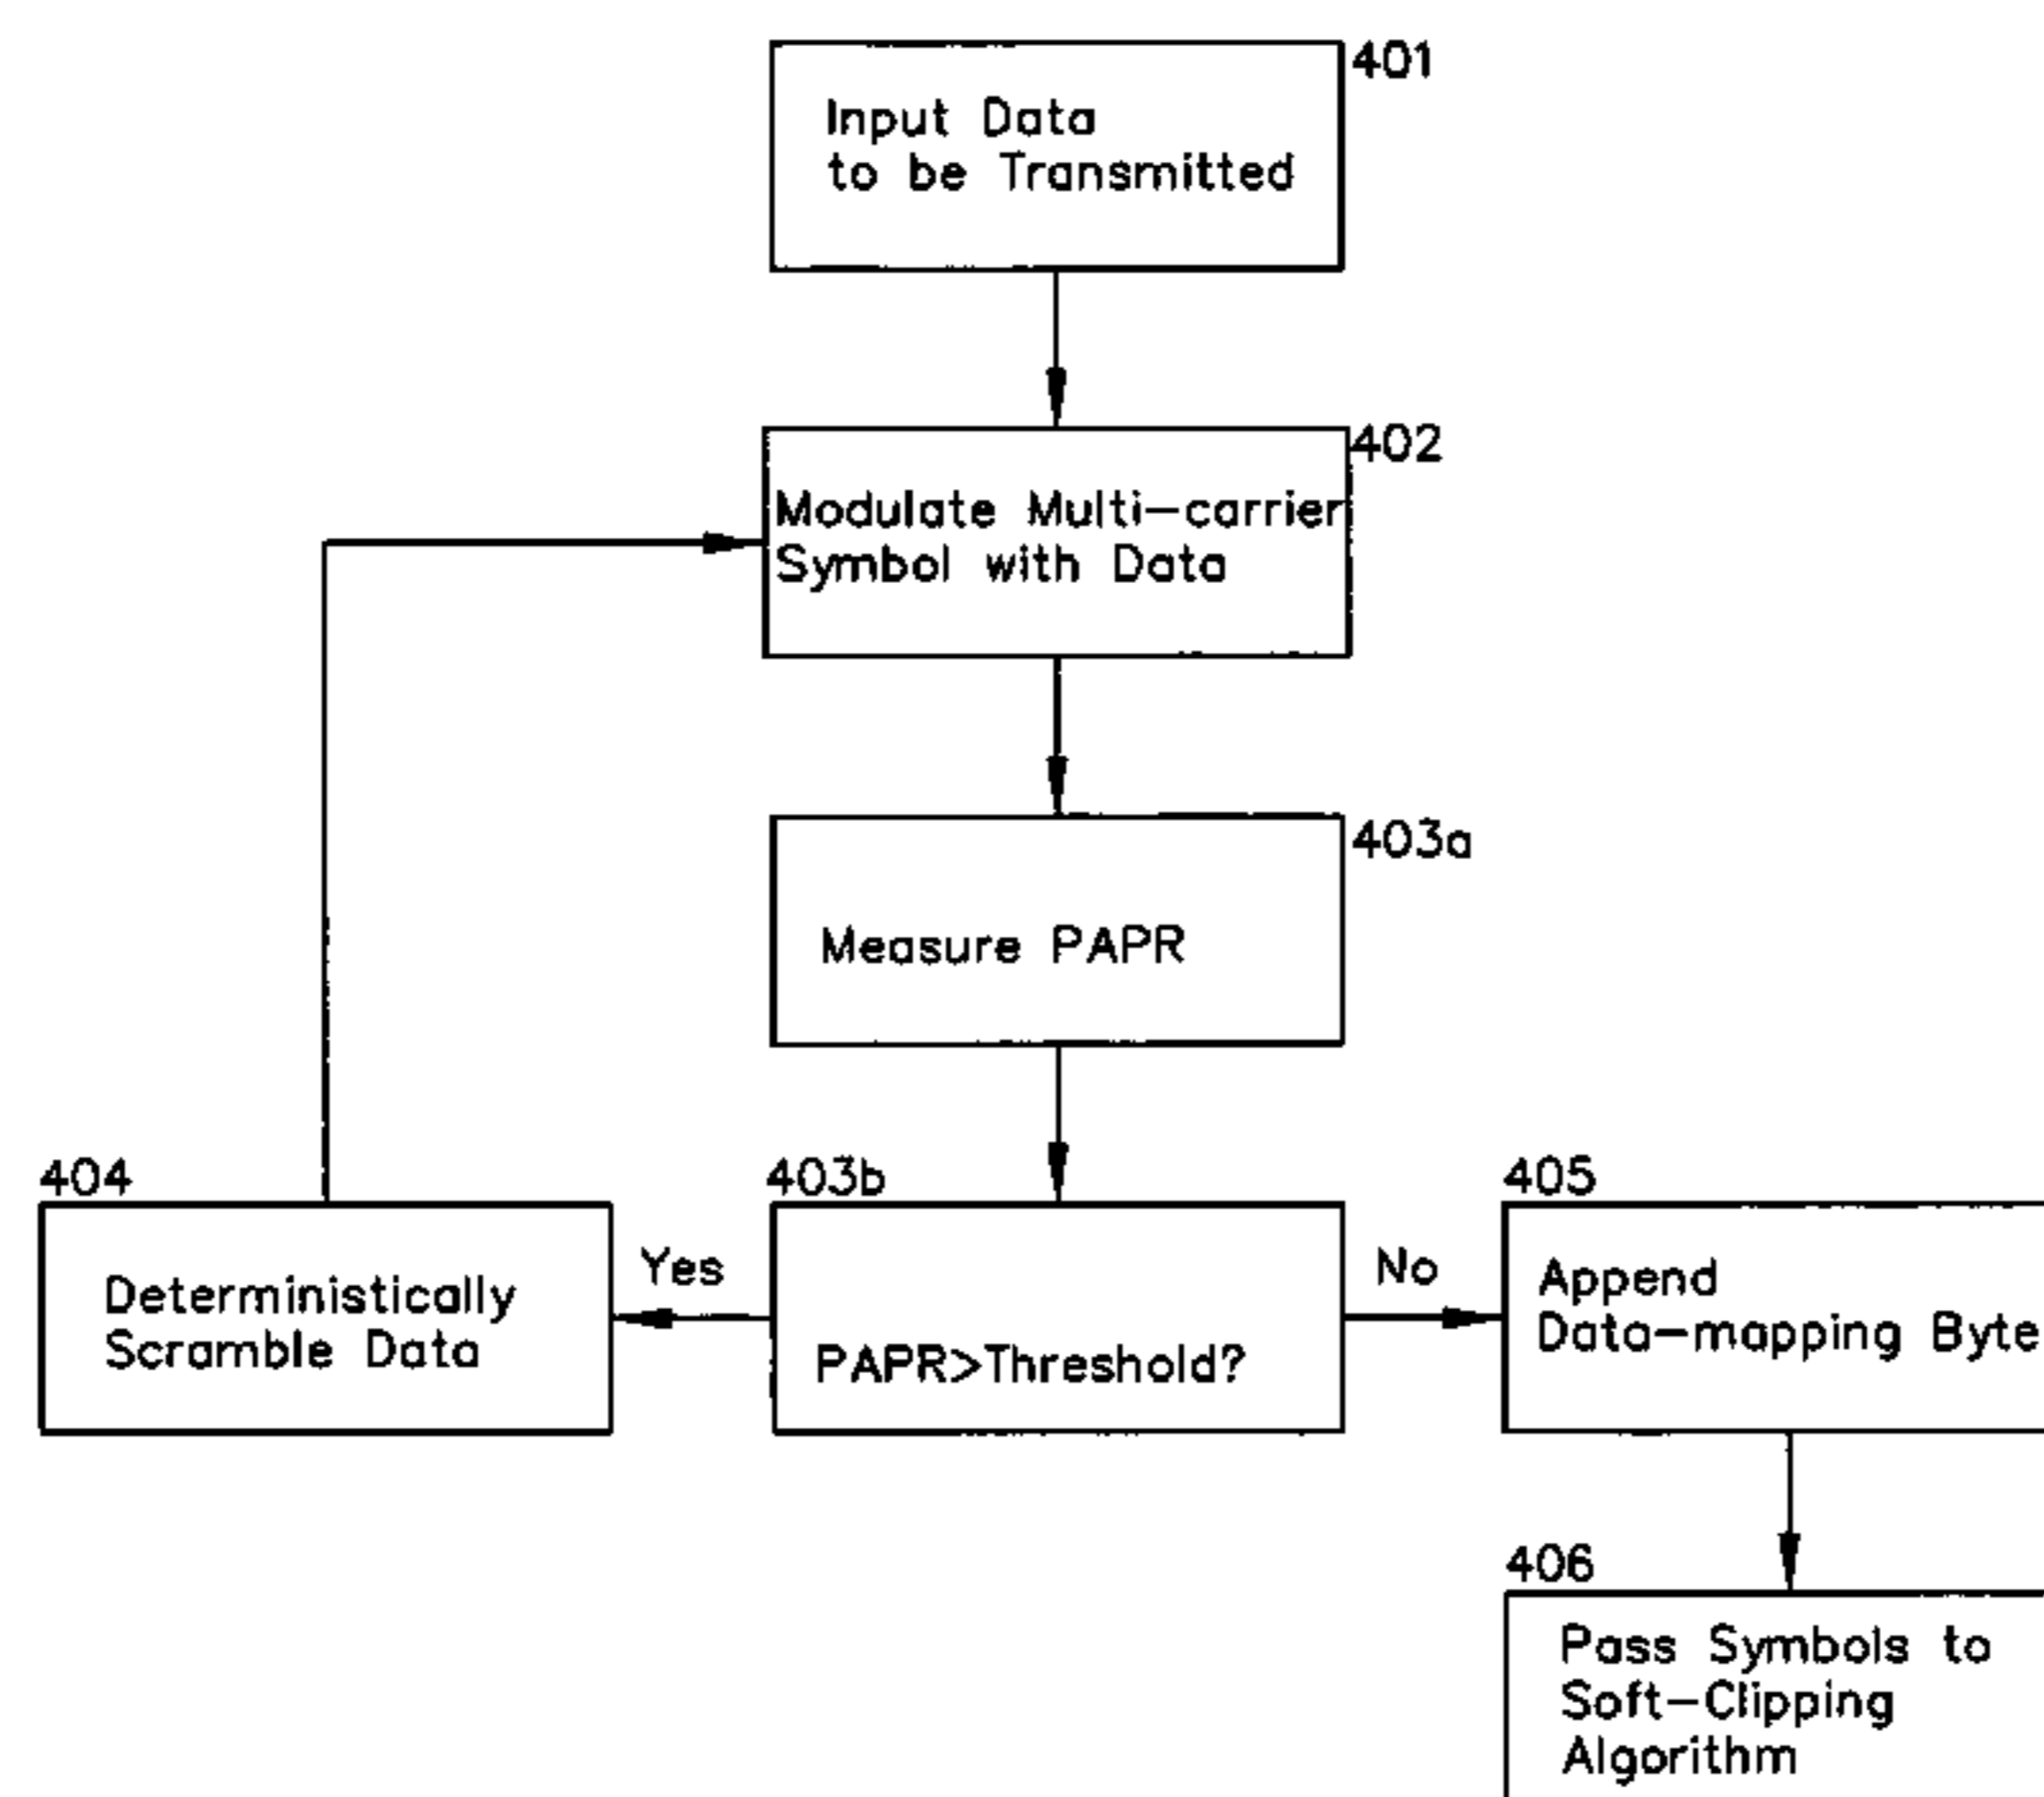 401
Input Data
to be Transmitted
402
Modulate Multi-carrier
Symbol with Data
403a
Measure PAPR
404
Deterministically
Scramble Data
Yes
403b
PAPR>Threshold?
No
405
Append
Data-mapping Byte
406
Pass Symbols to
Soft-Clipping
Algorithm